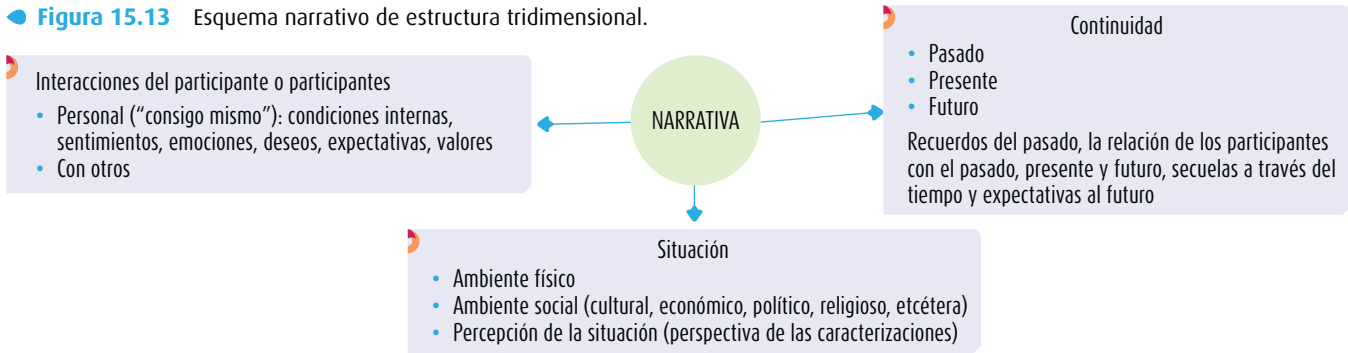 Figura 15.13 Esquema narrativo de estructura tridimensional.
Interacciones del participante o participantes
• Personal (“consigo mismo”): condiciones internas,
sentimientos, emociones, deseos, expectativas, valores
• Con otros
NARRATIVA
Continuidad
• Pasado
• Presente
• Futuro
Recuerdos del pasado, la relación de los participantes
con el pasado, presente y futuro, secuelas a través del
tiempo y expectativas al futuro
Situación
• Ambiente físico
• Ambiente social (cultural, económico, político, religioso, etcétera)
• Percepción de la situación (perspectiva de las caracterizaciones)